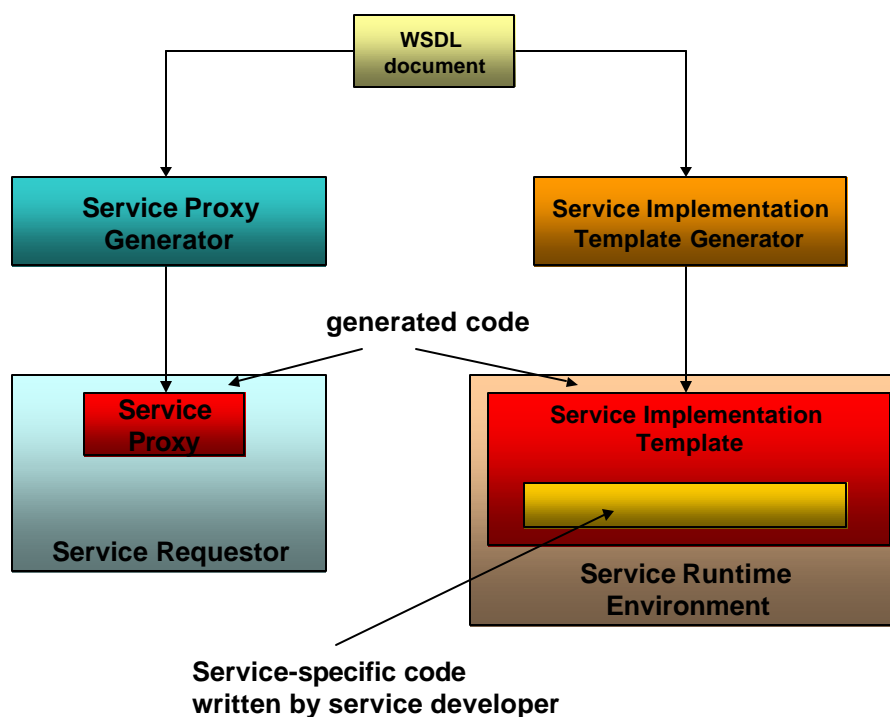 WSDL
document
Service Proxy
Generator
Service Implementation
Template Generator
generated code
Service
Proxy
Service Implementation
Template
Service Requestor
Service Runtime
Environment
Service-specific code
written by service developer